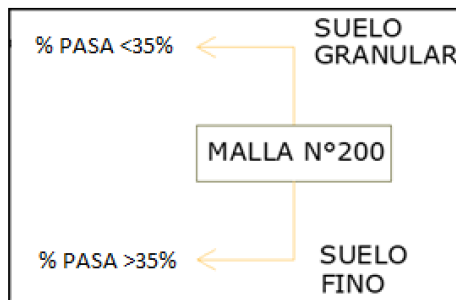 % PASA <35%
SUELO
GRANULAR
MALLA N°200
% PASA >35%
SUELO
FINO